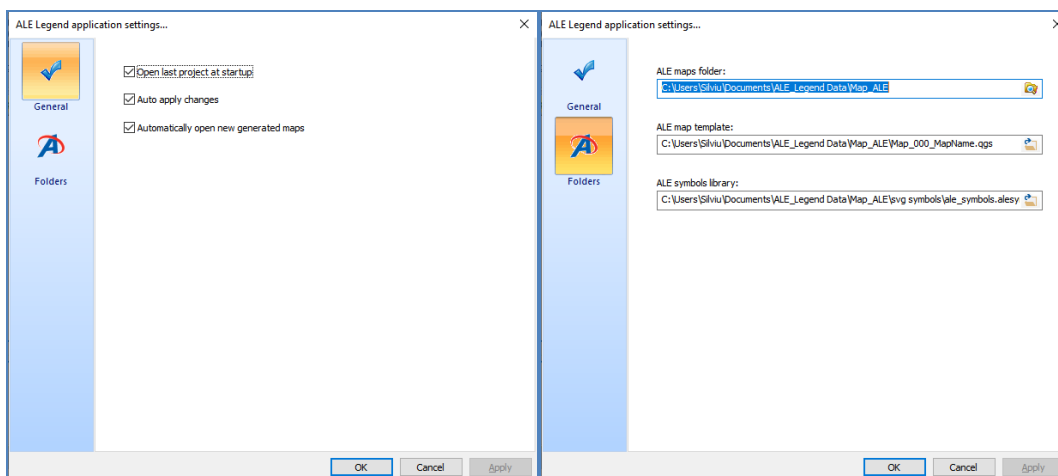 ALE Legend application settings...
General
Folders
Open last project at startup
Auto apply changes
Automatically open new generated maps
OK
Cancel
Apply
ALE Legend application settings...
General
Folders
ALE maps folder:
C:\Users\Silviu\Documents\ALE_Legend Data\Map_ALE
ALE map template:
C:\Users\Silviu\Documents\ALE_Legend Data\Map_ALE\Map_000_MapName.qgs
ALE symbols library:
C:\Users\Silviu\Documents\ALE_Legend Data\Map_ALE\svg symbols\ale_symbols.alesy
OK
Cancel
Apply